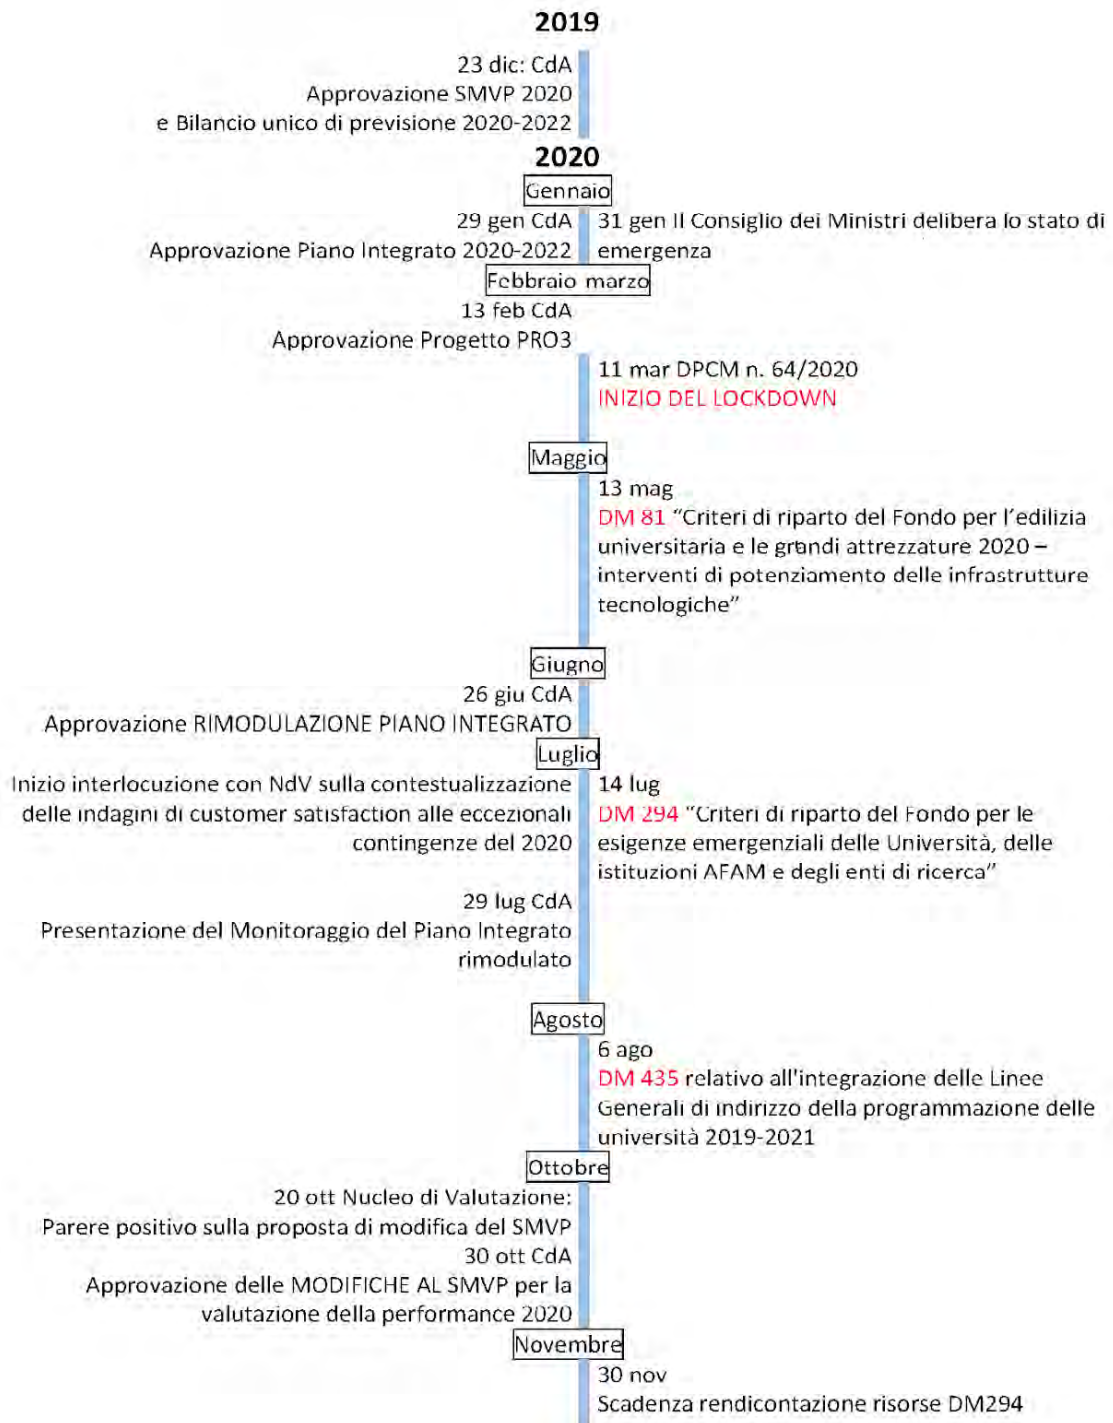 2019
23 dic: CdA
Approvazione SMVP 2020
e Bilancio unico di previsione 2020-2022
2020
Gennaio
29 gen CdA
Approvazione Piano Integrato 2020-2022
31 gen Il Consiglio dei Ministri delibera lo stato di
emergenza
Febbraio marzo
13 feb CdA
Approvazione Progetto PRO3
11 mar DPCM n. 64/2020
INIZIO DEL LOCKDOWN
Maggio
13 mag
DM 81 “Criteri di riparto del Fondo per l’edilizia
universitaria e le grandi attrezzature 2020 –
interventi di potenziamento delle infrastrutture
tecnologiche”
Giugno
26 giu CdA
Approvazione RIMODULAZIONE PIANO INTEGRATO
Luglio
Inizio interlocuzione con NdV sulla contestualizzazione
delle indagini di customer satisfaction alle eccezionali
contingenze del 2020
14 lug
DM 294 “Criteri di riparto del Fondo per le
esigenze emergenziali delle Università, delle
istituzioni AFAM e degli enti di ricerca”
29 lug CdA
Presentazione del Monitoraggio del Piano Integrato
rimodulato
Agosto
6 ago
DM 435 relativo all'integrazione delle Linee
Generali di indirizzo della programmazione delle
università 2019-2021
Ottobre
20 ott Nucleo di Valutazione:
Parere positivo sulla proposta di modifica del SMVP
30 ott CdA
Approvazione delle MODIFICHE AL SMVP per la
valutazione della performance 2020
Novembre
30 nov
Scadenza rendicontazione risorse DM294